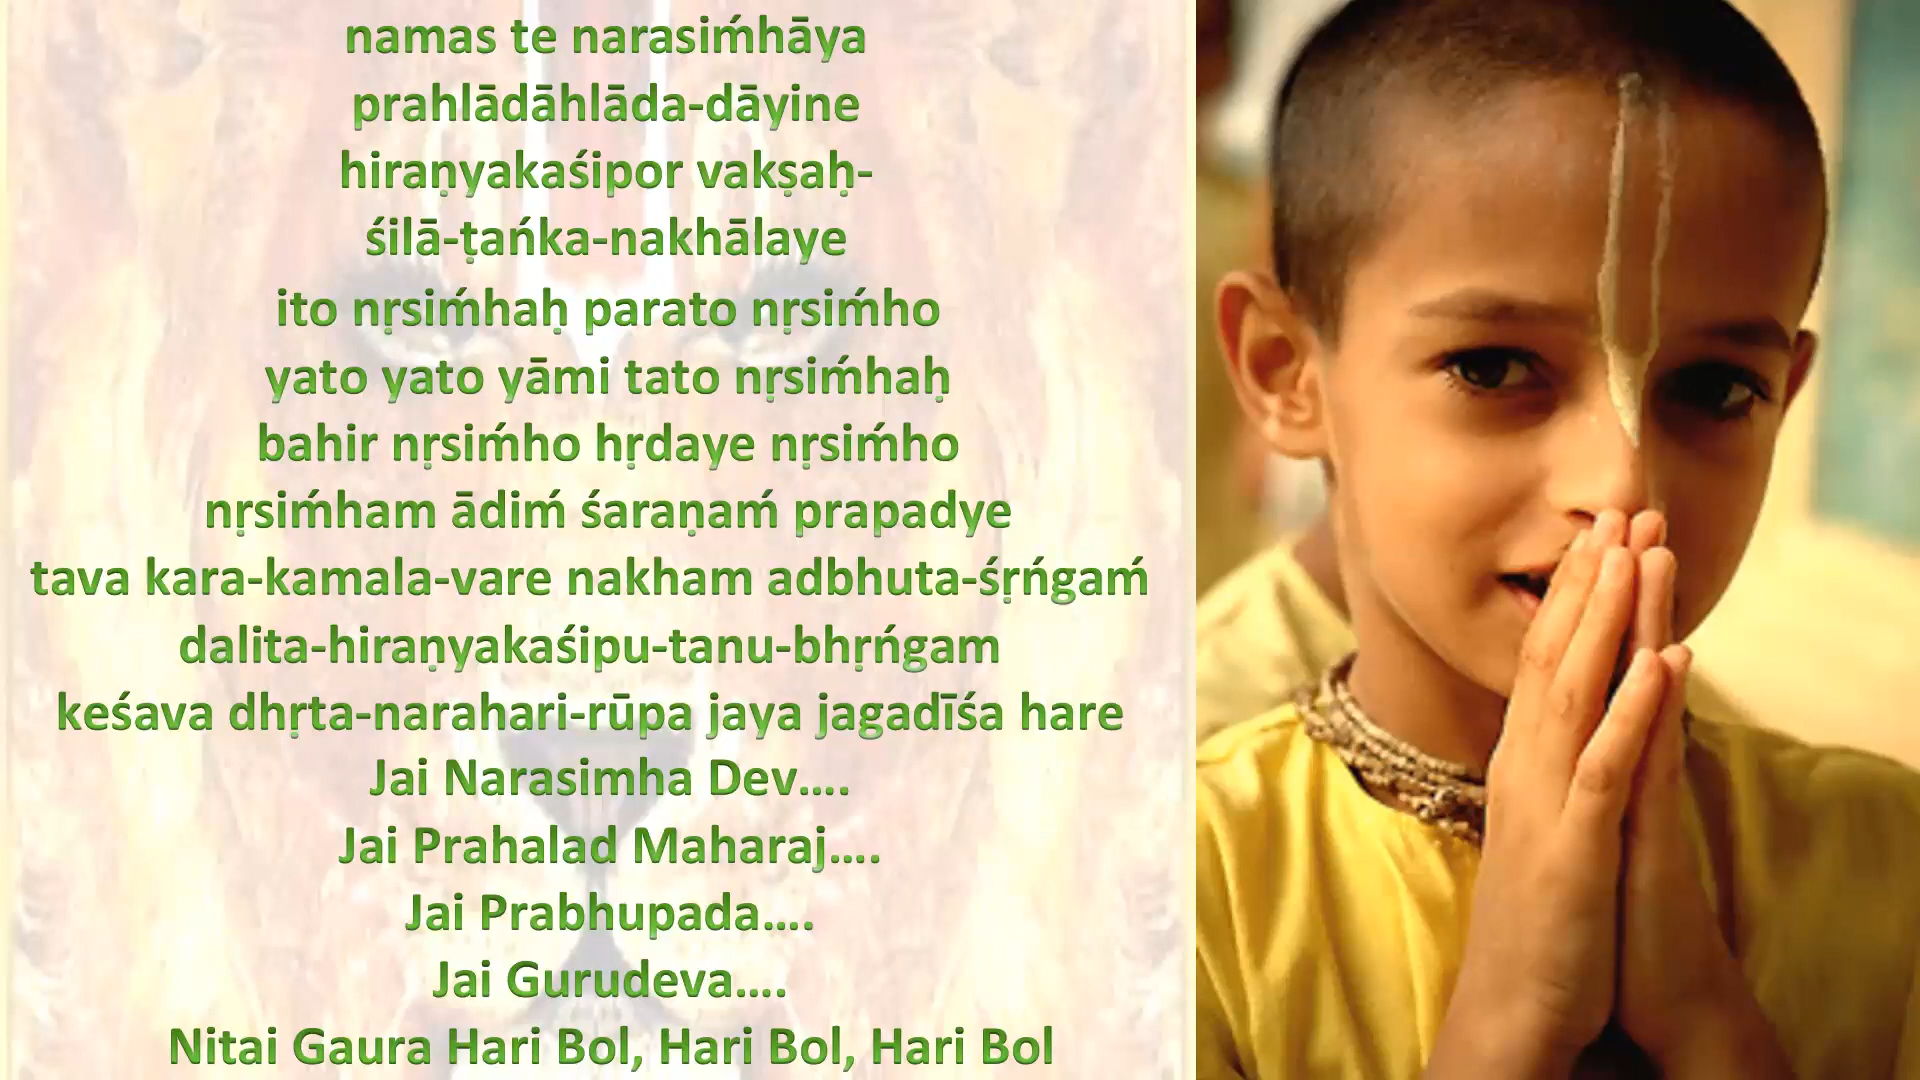 namas te narasiḿhāya
prahlādāhlāda-dāyine
hiraṇyakaśipor vakṣaḥ-
śilā-ṭańka-nakhālaye
ito nṛsiḿhaḥ parato nṛsiḿho
yato yato yāmi tato nṛsiḿhaḥ
bahir nṛsiḿho hṛdaye nṛsiḿho
nṛsiḿham ādiḿ śaraṇaḿ prapadye
tava kara-kamala-vare nakham adbhuta-śṛńgaḿ
dalita-hiraṇyakaśipu-tanu-bhṛńgam
keśava dhṛta-narahari-rūpa jaya jagadīśa hare
Jai Narasimha Dev....
Jai Prahalad Maharaj....
Jai Prabhupada....
Jai Gurudeva....
Nitai Gaura Hari Bol, Hari Bol, Hari Bol